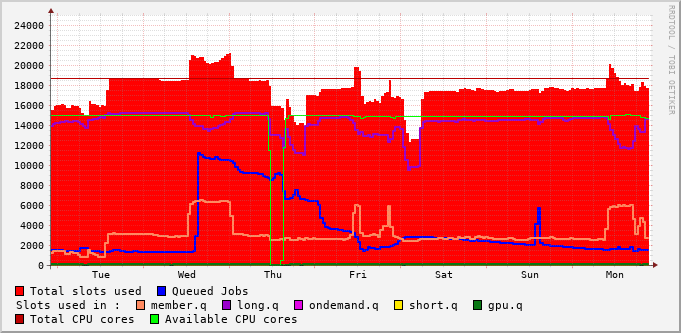 RRDTOOL / TOBI OETIKER
24000
22000
20000
18000
16000
14000
12000
10000
8000
6000
4000
2000
0
Tue Wed Thu Fri Sat Sun Mon
Total slots used Queued Jobs
Slots used in : member.q long.q ondemand.q short.q gpu.q
Total CPU cores Available CPU cores